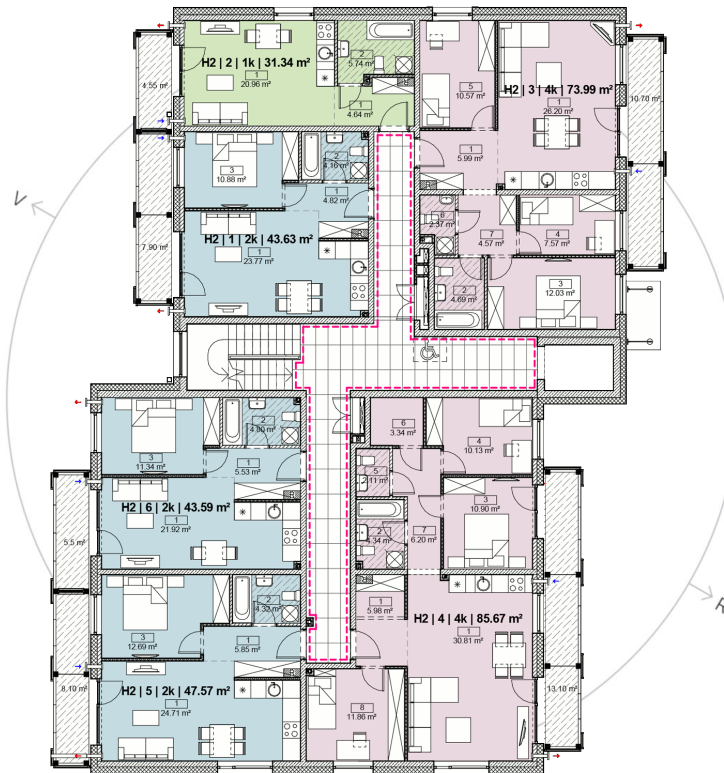 H2 | 2 | 1k | 31.34 m²
1
20.96 m²
2
5.74 m²
1
4.64 m²
4.55 m²
5
10.57 m²
H2 | 3 | 4k | 73.99 m²
1
26.20 m²
10.70 m²
1
5.99 m²
3
10.88 m²
2
4.16 m²
1
4.82 m²
H2 | 1 | 2k | 43.63 m²
1
23.77 m²
7.90 m²
6
2.37 m²
7
4.57 m²
4
7.57 m²
2
4.69 m²
3
12.03 m²
V
3
11.34 m²
2
4.80 m²
1
5.53 m²
H2 | 6 | 2k | 43.59 m²
1
21.92 m²
5.5 m²
6
3.34 m²
4
10.13 m²
5
2.11 m²
3
10.90 m²
2
4.34 m²
7
6.20 m²
3
12.69 m²
2
4.32 m²
1
5.85 m²
H2 | 5 | 2k | 47.57 m²
1
24.71 m²
8.10 m²
1
5.98 m²
H2 | 4 | 4k | 85.67 m²
1
30.81 m²
8
11.86 m²
13.10 m²
R